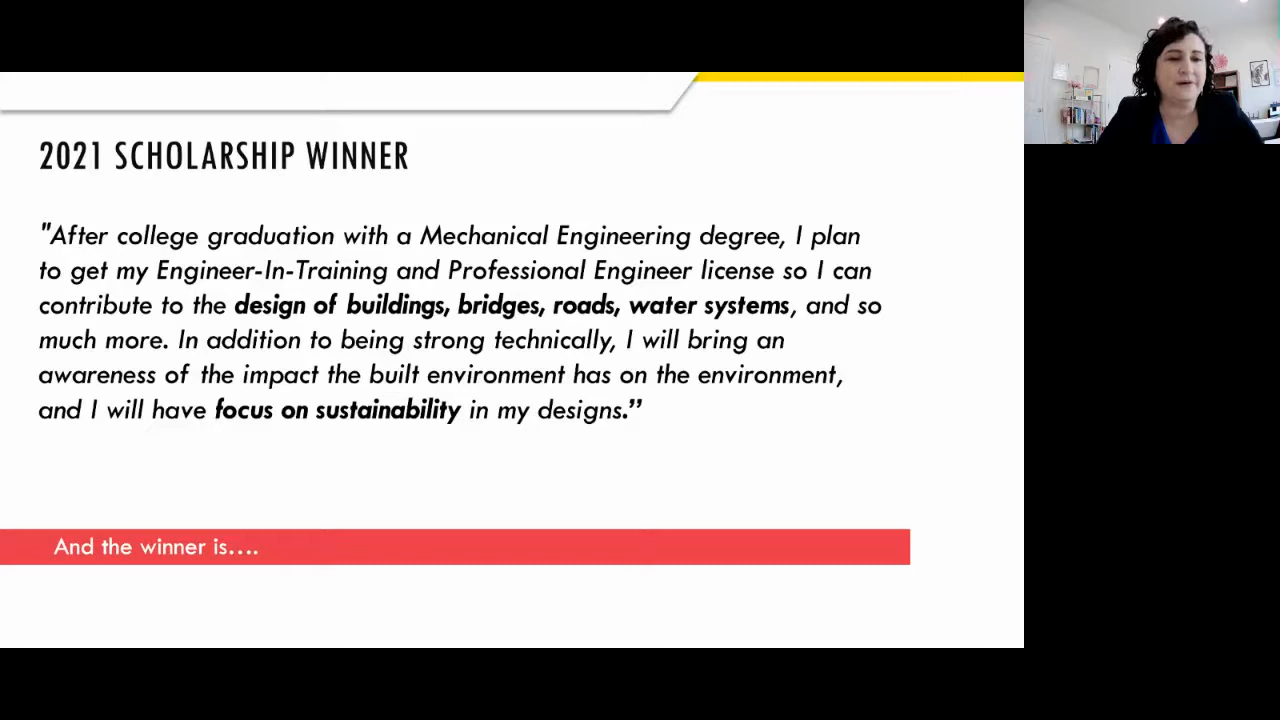 2021 SCHOLARSHIP WINNER
"After college graduation with a Mechanical Engineering degree, I plan
to get my Engineer-In-Training and Professional Engineer license so I can
contribute to the design of buildings, bridges, roads, water systems, and so
much more. In addition to being strong technically, I will bring an
awareness of the impact the built environment has on the environment,
and I will have focus on sustainability in my designs.”
And the winner is….